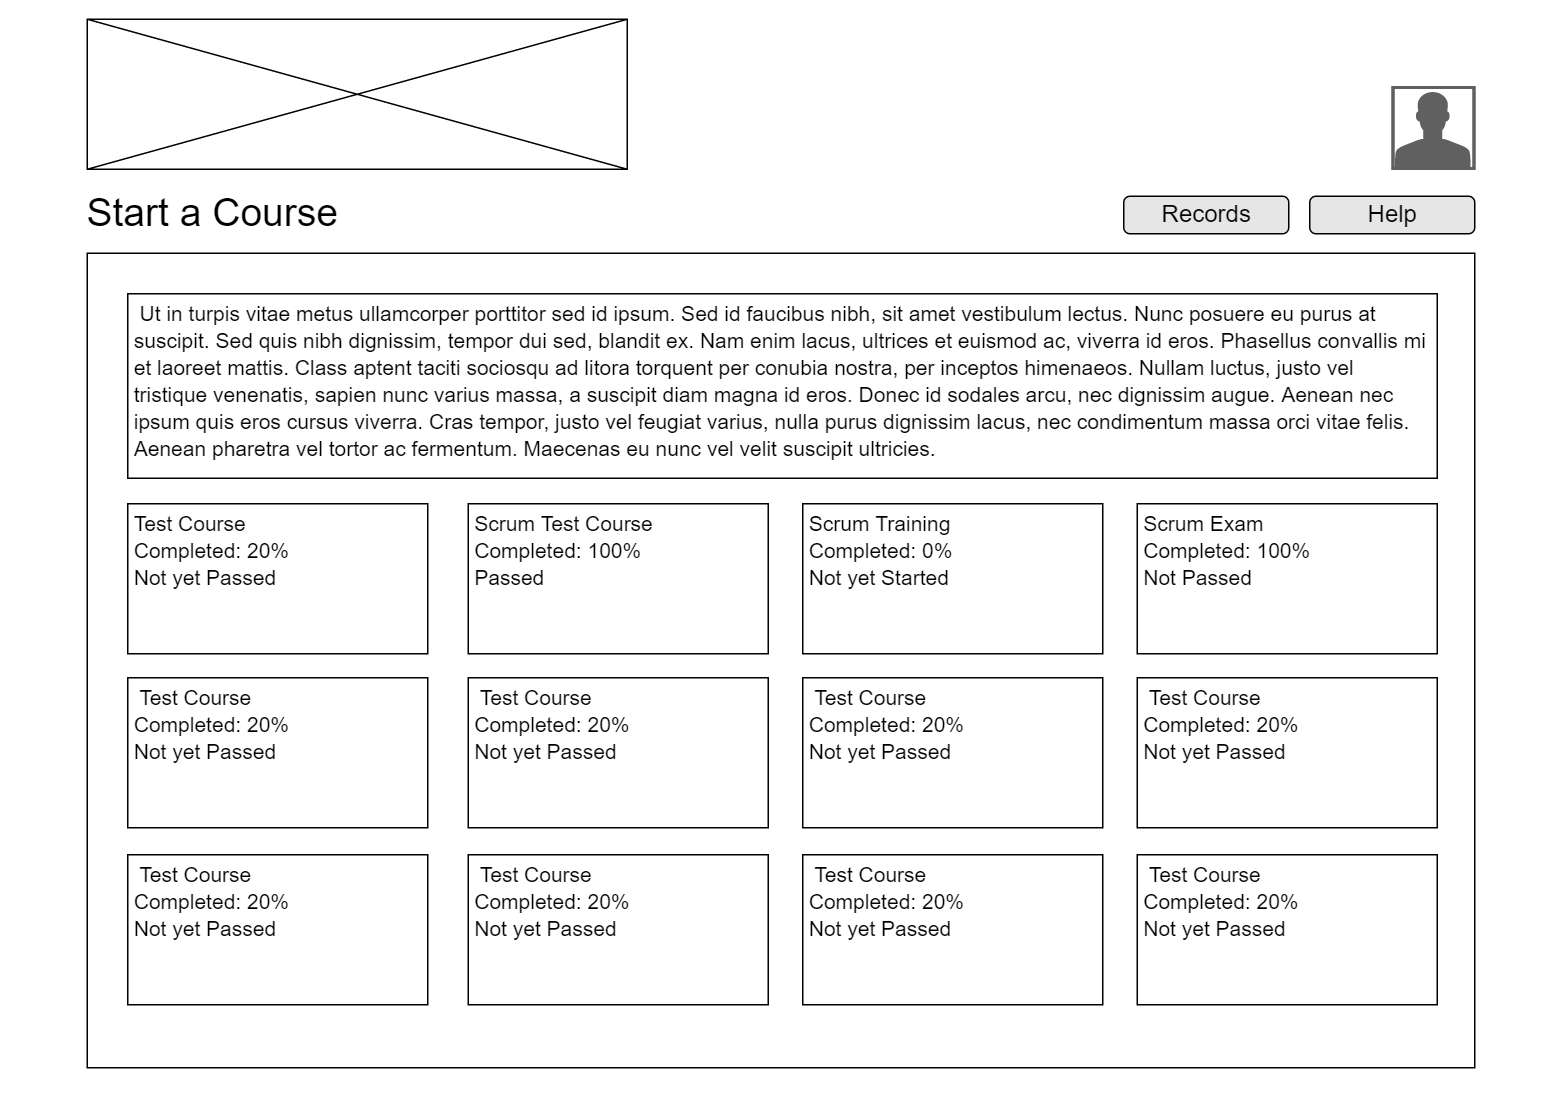 Start a Course
Records
Help
Ut in turpis vitae metus ullamcorper porttitor sed id ipsum. Sed id faucibus nibh, sit amet vestibulum lectus. Nunc posuere eu purus at
suscipit. Sed quis nibh dignissim, tempor dui sed, blandit ex. Nam enim lacus, ultrices et euismod ac, viverra id eros. Phasellus convallis mi
et laoreet mattis. Class aptent taciti sociosqu ad litora torquent per conubia nostra, per inceptos himenaeos. Nullam luctus, justo vel
tristique venenatis, sapien nunc varius massa, a suscipit diam magna id eros. Donec id sodales arcu, nec dignissim augue. Aenean nec
ipsum quis eros cursus viverra. Cras tempor, justo vel feugiat varius, nulla purus dignissim lacus, nec condimentum massa orci vitae felis.
Aenean pharetra vel tortor ac fermentum. Maecenas eu nunc vel velit suscipit ultricies.
Test Course
Completed: 20%
Not yet Passed
Scrum Test Course
Completed: 100%
Passed
Scrum Training
Completed: 0%
Not yet Started
Scrum Exam
Completed: 100%
Not Passed
Test Course
Completed: 20%
Not yet Passed
Test Course
Completed: 20%
Not yet Passed
Test Course
Completed: 20%
Not yet Passed
Test Course
Completed: 20%
Not yet Passed
Test Course
Completed: 20%
Not yet Passed
Test Course
Completed: 20%
Not yet Passed
Test Course
Completed: 20%
Not yet Passed
Test Course
Completed: 20%
Not yet Passed